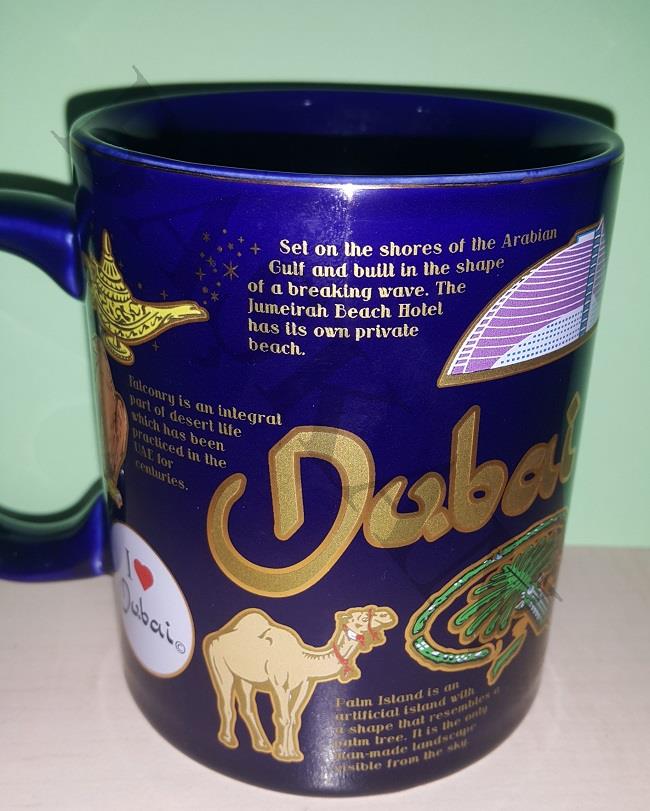 Set on the shores of the Arabian
Gulf and built in the shape
of a breaking wave. The
Jumeirah Beach Hotel
has its own private
beach.
Falconry is an integral
part of desert life
which has been
practiced in the
UAE for
centuries.
Dubai
I
Dubai©
Palm Island is an
artificial island with
a shape that resembles a
palm tree. It is the only
man-made landscape
visible from the sky.